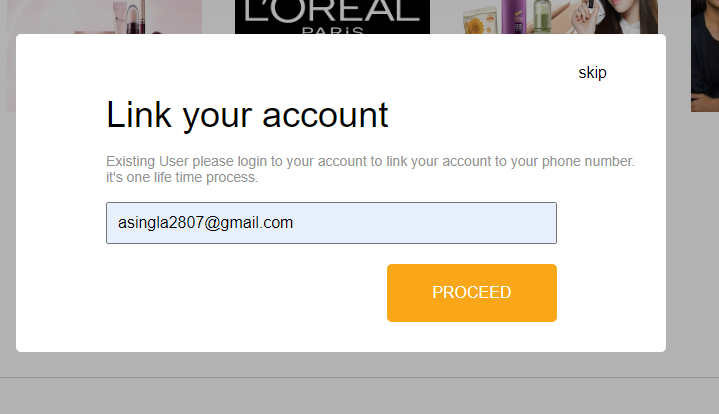 L'ORÉAL
PARIS
skip
Link your account
Existing User please login to your account to link your account to your phone number.
it's one life time process.
asingla2807@gmail.com
PROCEED